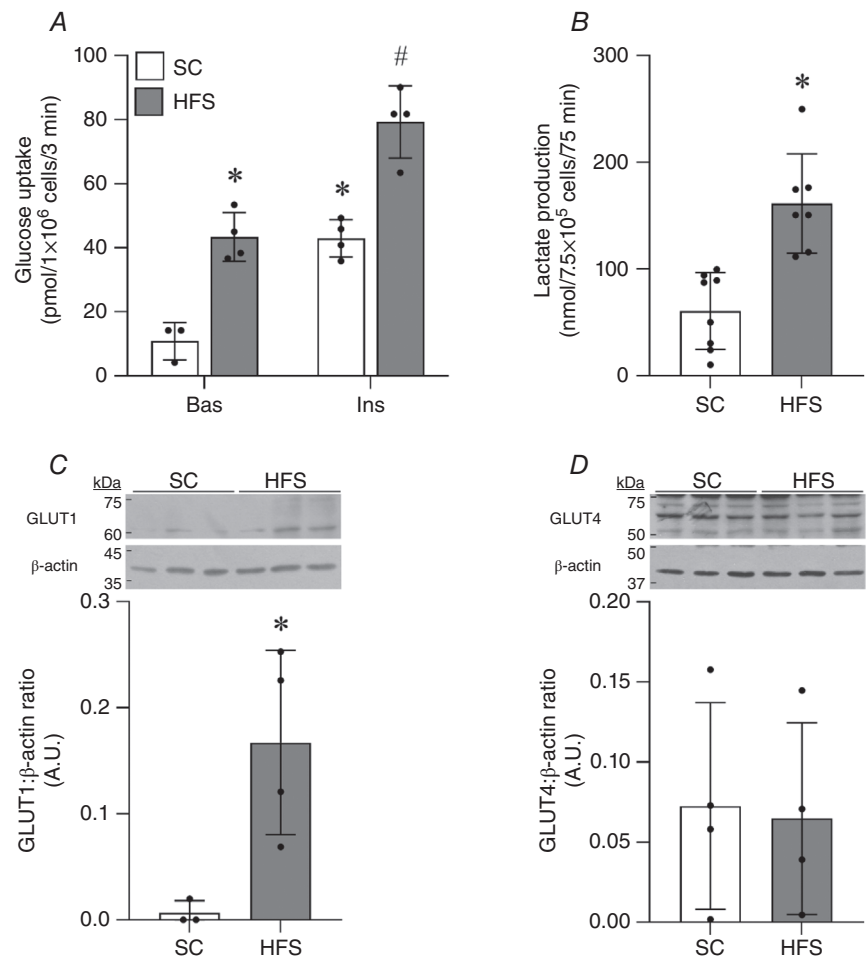 A
Glucose uptake
(pmol/1×10⁶ cells/3 min)
100
80
60
40
20
0
SC
HFS
*
*
#
Bas
Ins
B
Lactate production
(nmol/7.5×10⁵ cells/75 min)
300
200
100
0
*
SC
HFS
C
kDa
SC
HFS
75
GLUT1
60
45
β-actin
35
GLUT1:β-actin ratio
(A.U.)
0.3
0.2
0.1
0.0
*
SC
HFS
D
kDa
SC
HFS
75
GLUT4
50
50
β-actin
37
GLUT4:β-actin ratio
(A.U.)
0.20
0.15
0.10
0.05
0.00
SC
HFS